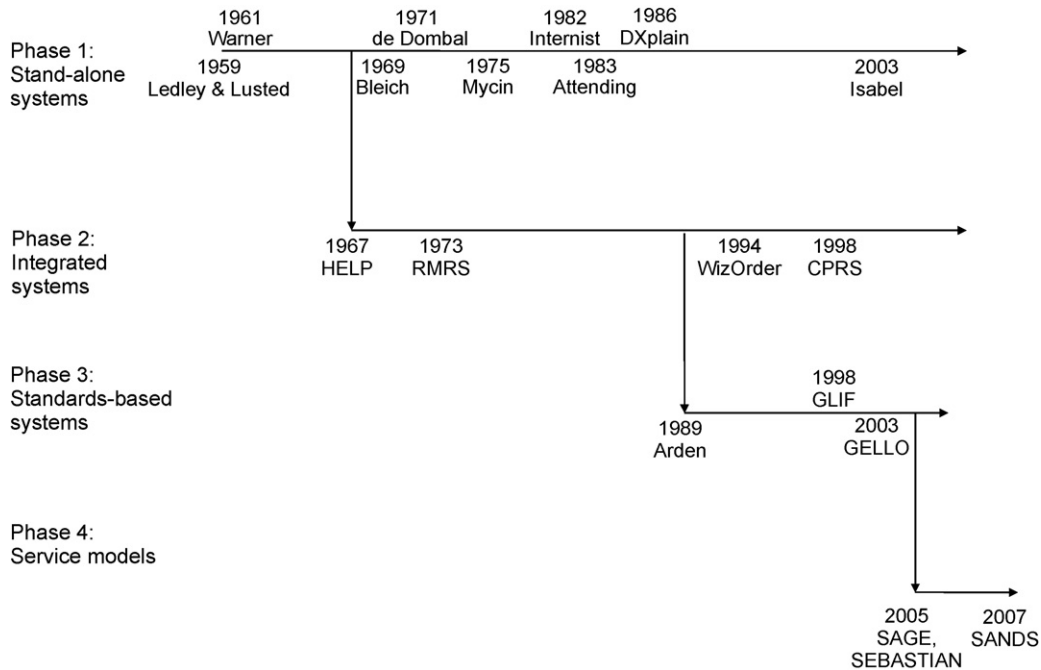 Phase 1:
Stand-alone
systems
1961
Warner
1971
de Dombal
1982
Internist
1986
DXplain
1959
Ledley & Lusted
1969
Bleich
1975
Mycin
1983
Attending
2003
Isabel
Phase 2:
Integrated
systems
1967
HELP
1973
RMRS
1994
WizOrder
1998
CPRS
Phase 3:
Standards-based
systems
1998
GLIF
1989
Arden
2003
GELLO
Phase 4:
Service models
2005
SAGE,
SEBASTIAN
2007
SANDS